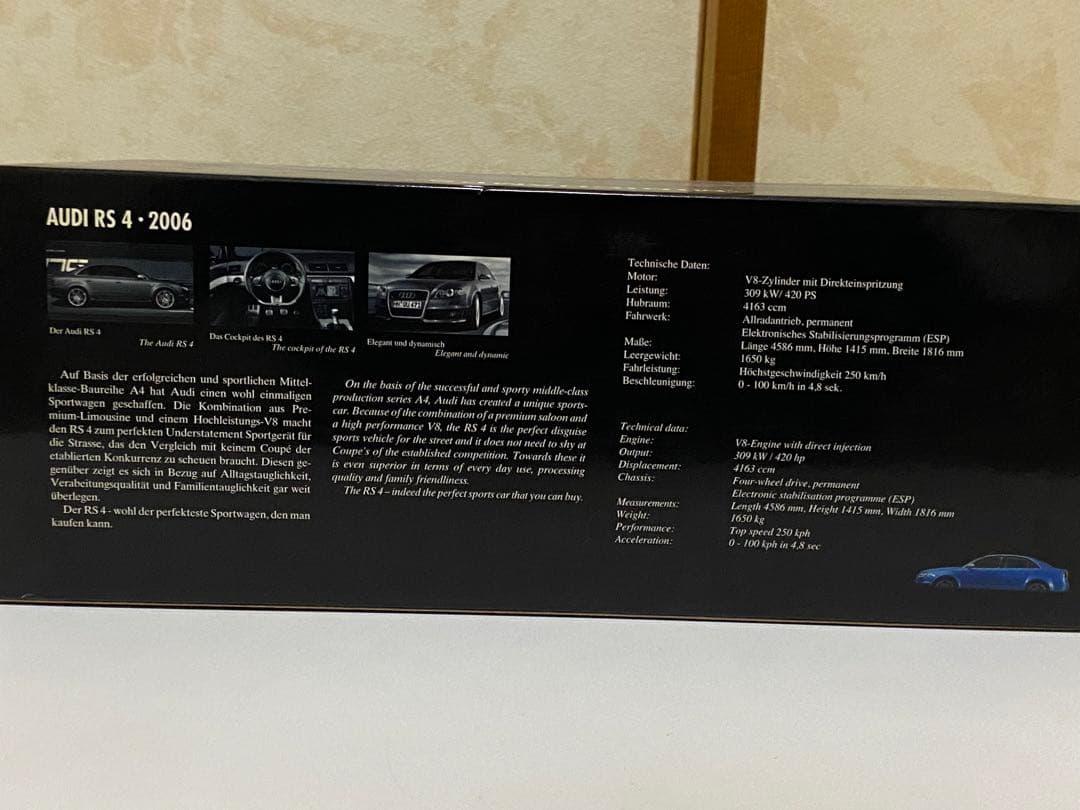 AUDI RS 4 • 2006
Der Audi RS 4
The Audi RS 4
Das Cockpit des RS 4
The cockpit of the RS 4
Elegant und dynamisch
Elegant and dynamic
Auf Basis der erfolgreichen und sportlichen Mittel-
klasse-Baureihe A4 hat Audi einen wohl einmaligen
Sportwagen geschaffen. Die Kombination aus Pre-
mium-Limousine und einem Hochleistungs-V8 macht
den RS 4 zum perfekten Understatement Sportgerät für
die Strasse, das den Vergleich mit keinem Coupé der
etablierten Konkurrenz zu scheuen braucht. Diesen ge-
genüber zeigt es sich in Bezug auf Alltagstauglichkeit,
Verabeitungsqualität und Familientauglichkeit gar weit
überlegen.
Der RS 4 - wohl der perfekteste Sportwagen, den man
kaufen kann.
On the basis of the successful and sporty middle-class
production series A4, Audi has created a unique sports-
car. Because of the combination of a premium saloon and
a high performance V8, the RS 4 is the perfect disguise
sports vehicle for the street and it does not need to shy at
Coupe's of the established competition. Towards these it
is even superior in terms of every day use, processing
quality and family friendliness.
The RS 4 – indeed the perfect sports car that you can buy.
Technische Daten:
Motor: V8-Zylinder mit Direkteinspritzung
Leistung: 309 kW/ 420 PS
Hubraum: 4163 ccm
Fahrwerk: Allradantrieb, permanent
Elektronisches Stabilisierungsprogramm (ESP)
Maße: Länge 4586 mm, Höhe 1415 mm, Breite 1816 mm
Leergewicht: 1650 kg
Fahrleistung: Höchstgeschwindigkeit 250 km/h
Beschleunigung: 0 - 100 km/h in 4,8 sek.
Technical data:
Engine: V8-Engine with direct injection
Output: 309 kW / 420 hp
Displacement: 4163 ccm
Chassis: Four-wheel drive, permanent
Electronic stabilisation programme (ESP)
Measurements: Length 4586 mm, Height 1415 mm, Width 1816 mm
Weight: 1650 kg
Performance: Top speed 250 kph
Acceleration: 0 - 100 kph in 4,8 sec